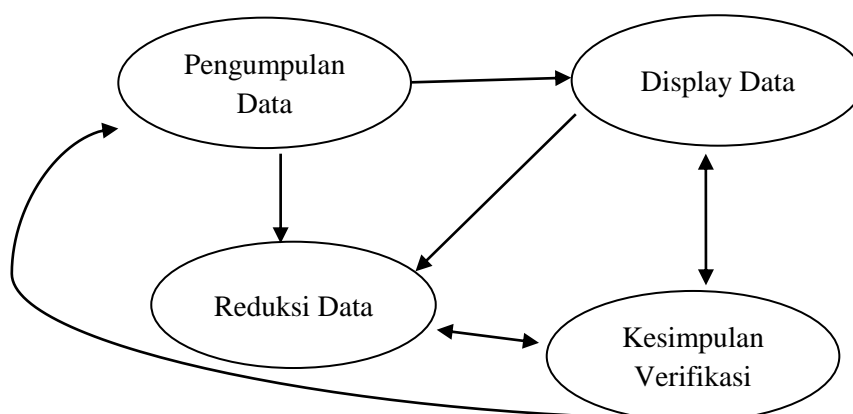 Pengumpulan
Data
Display Data
Reduksi Data
Kesimpulan
Verifikasi